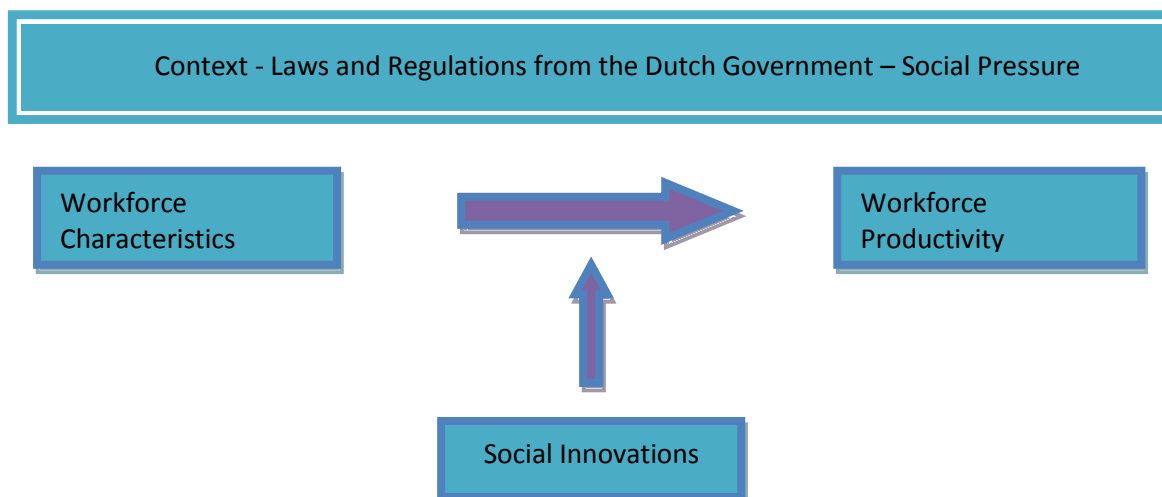 Context - Laws and Regulations from the Dutch Government – Social Pressure
Workforce
Characteristics
Workforce
Productivity
Social Innovations